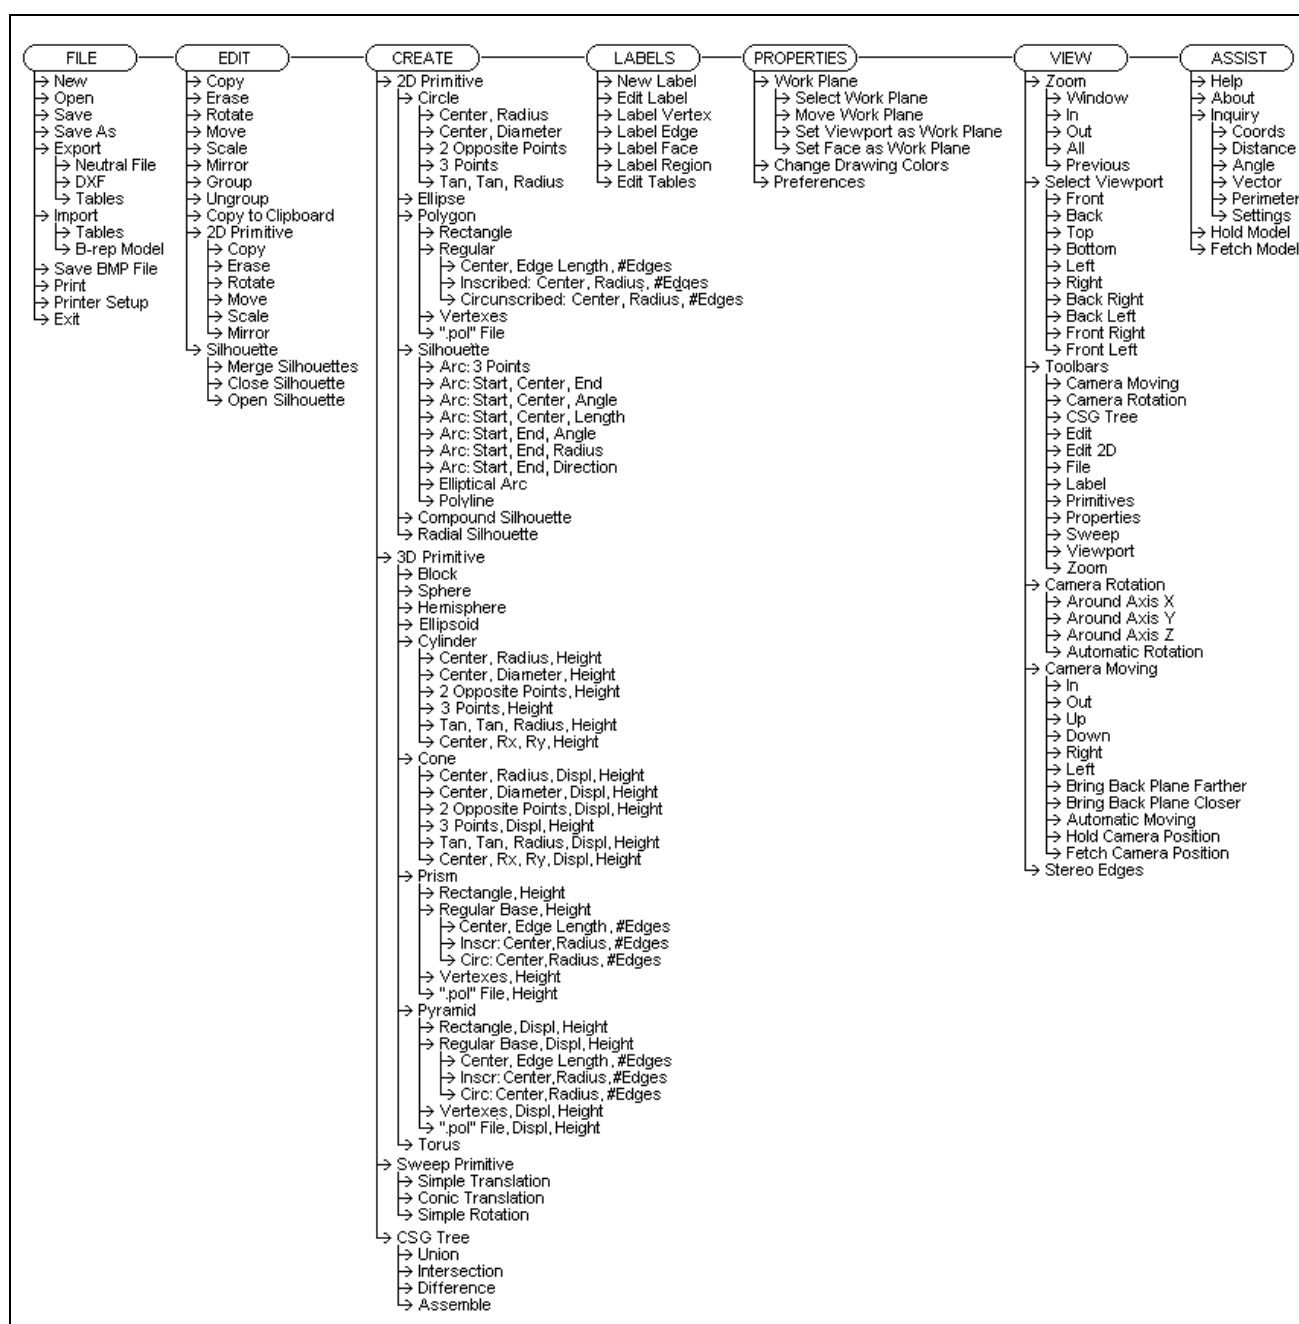 FILE
New
Open
Save
Save As
Export
Neutral File
DXF
Tables
Import
Tables
B-rep Model
Save BMP File
Print
Printer Setup
Exit
EDIT
Copy
Erase
Rotate
Move
Scale
Mirror
Group
Ungroup
Copy to Clipboard
2D Primitive
Copy
Erase
Rotate
Move
Scale
Mirror
Silhouette
Merge Silhouettes
Close Silhouette
Open Silhouette
CREATE
2D Primitive
Circle
Center, Radius
Center, Diameter
2 Opposite Points
3 Points
Tan, Tan, Radius
Ellipse
Polygon
Rectangle
Regular
Center, Edge Length, #Edges
Inscribed: Center, Radius, #Edges
Circunscribed: Center, Radius, #Edges
Vertexes
".pol" File
Silhouette
Arc: 3 Points
Arc: Start, Center, End
Arc: Start, Center, Angle
Arc: Start, Center, Length
Arc: Start, End, Angle
Arc: Start, End, Radius
Arc: Start, End, Direction
Elliptical Arc
Polyline
Compound Silhouette
Radial Silhouette
3D Primitive
Block
Sphere
Hemisphere
Ellipsoid
Cylinder
Center, Radius, Height
Center, Diameter, Height
2 Opposite Points, Height
3 Points, Height
Tan, Tan, Radius, Height
Center, Rx, Ry, Height
Cone
Center, Radius, Displ, Height
Center, Diameter, Displ, Height
2 Opposite Points, Displ, Height
3 Points, Displ, Height
Tan, Tan, Radius, Displ, Height
Center, Rx, Ry, Displ, Height
Prism
Rectangle, Height
Regular Base, Height
Center, Edge Length, #Edges
Inscr: Center, Radius, #Edges
Circ: Center, Radius, #Edges
Vertexes, Height
".pol" File, Height
Pyramid
Rectangle, Displ, Height
Regular Base, Displ, Height
Center, Edge Length, #Edges
Inscr: Center, Radius, #Edges
Circ: Center, Radius, #Edges
Vertexes, Displ, Height
".pol" File, Displ, Height
Torus
Sweep Primitive
Simple Translation
Conic Translation
Simple Rotation
CSG Tree
Union
Intersection
Difference
Assemble
LABELS
New Label
Edit Label
Label Vertex
Label Edge
Label Face
Label Region
Edit Tables
PROPERTIES
Work Plane
Select Work Plane
Move Work Plane
Set Viewport as Work Plane
Set Face as Work Plane
Change Drawing Colors
Preferences
VIEW
Zoom
Window
In
Out
All
Previous
Select Viewport
Front
Back
Top
Bottom
Left
Right
Back Right
Back Left
Front Right
Front Left
Toolbars
Camera Moving
Camera Rotation
CSG Tree
Edit
Edit 2D
File
Label
Primitives
Properties
Sweep
Viewport
Zoom
Camera Rotation
Around Axis X
Around Axis Y
Around Axis Z
Automatic Rotation
Camera Moving
In
Out
Up
Down
Right
Left
Bring Back Plane Farther
Bring Back Plane Closer
Automatic Moving
Hold Camera Position
Fetch Camera Position
Stereo Edges
ASSIST
Help
About
Inquiry
Coords
Distance
Angle
Vector
Perimeter
Settings
Hold Model
Fetch Model